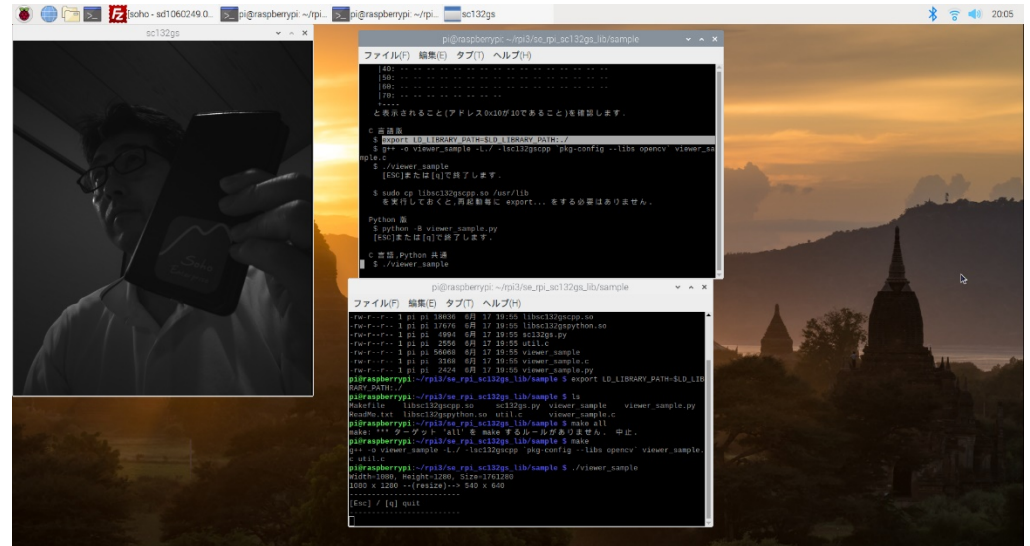 [soho - sd1060249.0...
pi@raspberrypi: ~/rpi...
pi@raspberrypi: ~/rpi...
sc132gs
20:05
sc132gs
Soho
pi@raspberrypi: ~/rpi3/se_rpi_sc132gs_lib/sample
ファイル(F) 編集(E) タブ(T) ヘルプ(H)
|40: -- -- -- -- -- -- -- -- -- -- -- -- -- -- -- --
|50: -- -- -- -- -- -- -- -- -- -- -- -- -- -- -- --
|60: -- -- -- -- -- -- -- -- -- -- -- -- -- -- -- --
|70: -- -- -- -- -- -- -- --
+----
と表示されること(アドレス0x10が10であること)を確認します.
C 言語版
$ export LD_LIBRARY_PATH=$LD_LIBRARY_PATH:./
$ g++ -o viewer_sample -L./ -lsc132gscpp `pkg-config --libs opencv` viewer_sa
mple.c
$ ./viewer_sample
[ESC]または[q]で終了します.
$ sudo cp libsc132gscpp.so /usr/lib
を実行しておくと,再起動毎に export... をする必要はありません.
Python 版
$ python -B viewer_sample.py
[ESC]または[q]で終了します.
C 言語,Python 共通
$ ./viewer_sample
pi@raspberrypi: ~/rpi3/se_rpi_sc132gs_lib/sample
ファイル(F) 編集(E) タブ(T) ヘルプ(H)
-rw-r--r-- 1 pi pi 18036 6月 17 19:55 libsc132gscpp.so
-rw-r--r-- 1 pi pi 17676 6月 17 19:55 libsc132gspython.so
-rw-r--r-- 1 pi pi 4994 6月 17 19:55 sc132gs.py
-rw-r--r-- 1 pi pi 2556 6月 17 19:55 util.c
-rw-r--r-- 1 pi pi 56068 6月 17 19:55 viewer_sample
-rw-r--r-- 1 pi pi 3168 6月 17 19:55 viewer_sample.c
-rw-r--r-- 1 pi pi 2424 6月 17 19:55 viewer_sample.py
pi@raspberrypi:~/rpi3/se_rpi_sc132gs_lib/sample $ export LD_LIBRARY_PATH=$LD_LIB
RARY_PATH:./
pi@raspberrypi:~/rpi3/se_rpi_sc132gs_lib/sample $ ls
Makefile libsc132gscpp.so sc132gs.py viewer_sample viewer_sample.py
ReadMe.txt libsc132gspython.so util.c viewer_sample.c
pi@raspberrypi:~/rpi3/se_rpi_sc132gs_lib/sample $ make all
make: *** ターゲット 'all' を make するルールがありません. 中止.
pi@raspberrypi:~/rpi3/se_rpi_sc132gs_lib/sample $ make
g++ -o viewer_sample -L./ -lsc132gscpp `pkg-config --libs opencv` viewer_sample.
c util.c
pi@raspberrypi:~/rpi3/se_rpi_sc132gs_lib/sample $ ./viewer_sample
Width=1080, Height=1280, Size=1761280
1080 x 1280 --(resize)--> 540 x 640
-------------------------
[Esc] / [q] quit
-------------------------